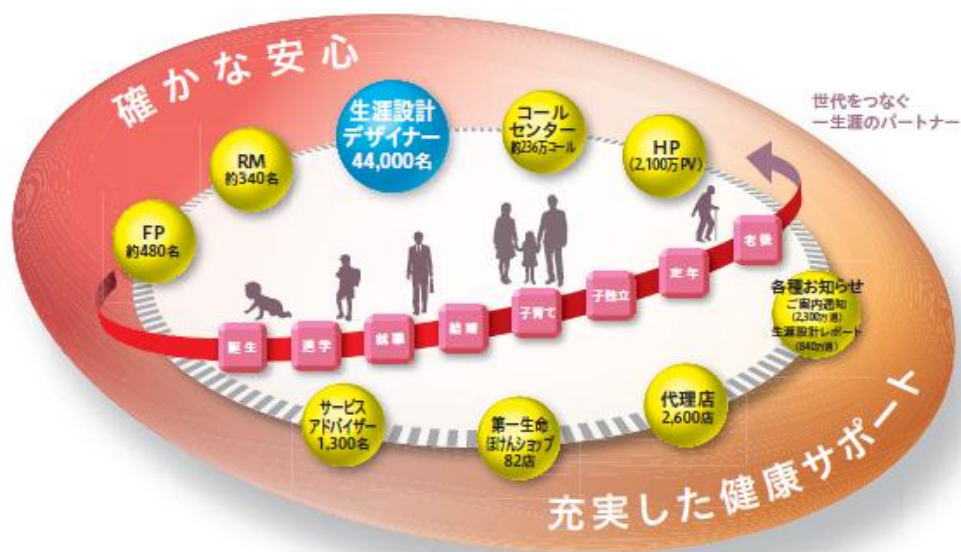 確かな安心
生涯設計
デザイナー
44,000名
コール
センター
約236万コール
HP
(2,100万PV)
世代をつなぐ
一生涯のパートナー
RM
約340名
FP
約480名
誕生
進学
就職
結婚
子育て
子独立
定年
老後
各種お知らせ
ご案内通知
(2,300万通)
生涯設計レポート
(840万通)
サービス
アドバイザー
1,300名
第一生命
ほけんショップ
82店
代理店
2,600店
充実した健康サポート